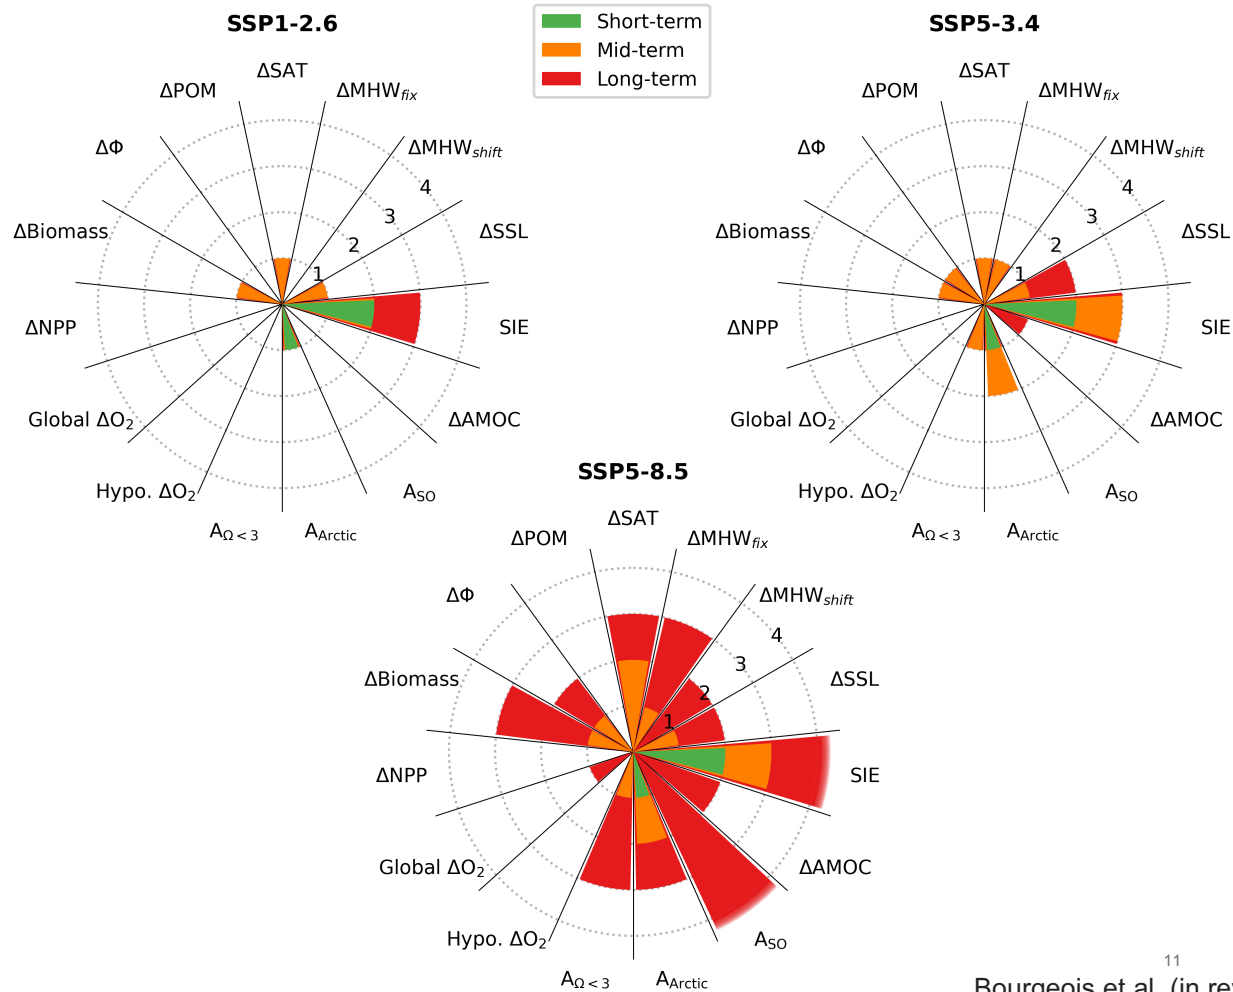 SSP1-2.6
Short-term
Mid-term
Long-term
SSP5-3.4
ΔSAT
ΔPOM
ΔMHWfix
ΔΦ
ΔMHWshift
4
3
2
1
ΔBiomass
ΔSSL
ΔNPP
SIE
Global ΔO₂
ΔAMOC
Hypo. ΔO₂
ASO
AΩ<3
AArctic
ΔSAT
ΔPOM
ΔMHWfix
ΔΦ
ΔMHWshift
4
3
2
1
ΔBiomass
ΔSSL
ΔNPP
SIE
Global ΔO₂
ΔAMOC
Hypo. ΔO₂
ASO
AΩ<3
AArctic
SSP5-8.5
ΔSAT
ΔPOM
ΔMHWfix
ΔΦ
ΔMHWshift
4
3
2
1
ΔBiomass
ΔSSL
ΔNPP
SIE
Global ΔO₂
ΔAMOC
Hypo. ΔO₂
ASO
AΩ<3
AArctic
11
Bourgeois et al. (in rev